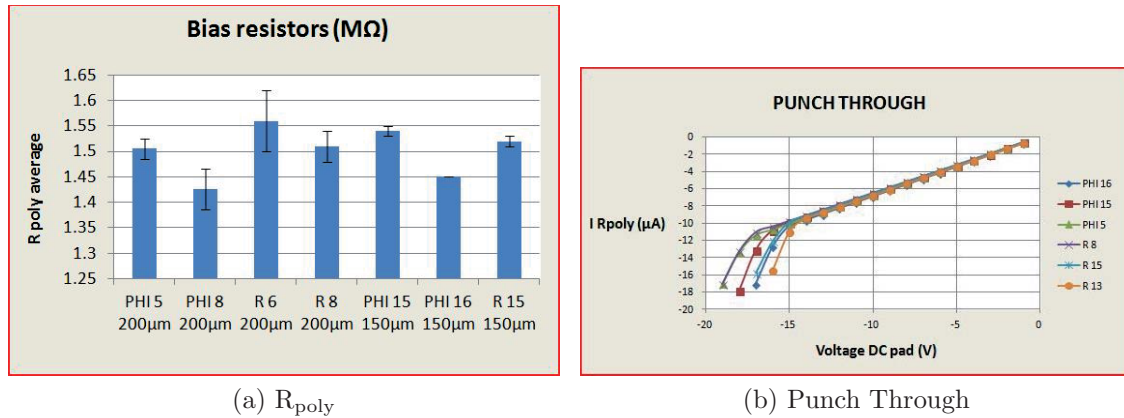 Bias resistors (MΩ)
R poly average
1.65
1.6
1.55
1.5
1.45
1.4
1.35
1.3
1.25
PHI 5 PHI 8 R 6 R 8 PHI 15 PHI 16 R 15
200µm 200µm 200µm 200µm 150µm 150µm 150µm
(a) Rpoly
PUNCH THROUGH
I Rpoly (µA)
0
-2
-4
-6
-8
-10
-12
-14
-16
-18
-20 -15 -10 -5 0
Voltage DC pad (V)
PHI 16
PHI 15
PHI 5
R 8
R 15
R 13
(b) Punch Through